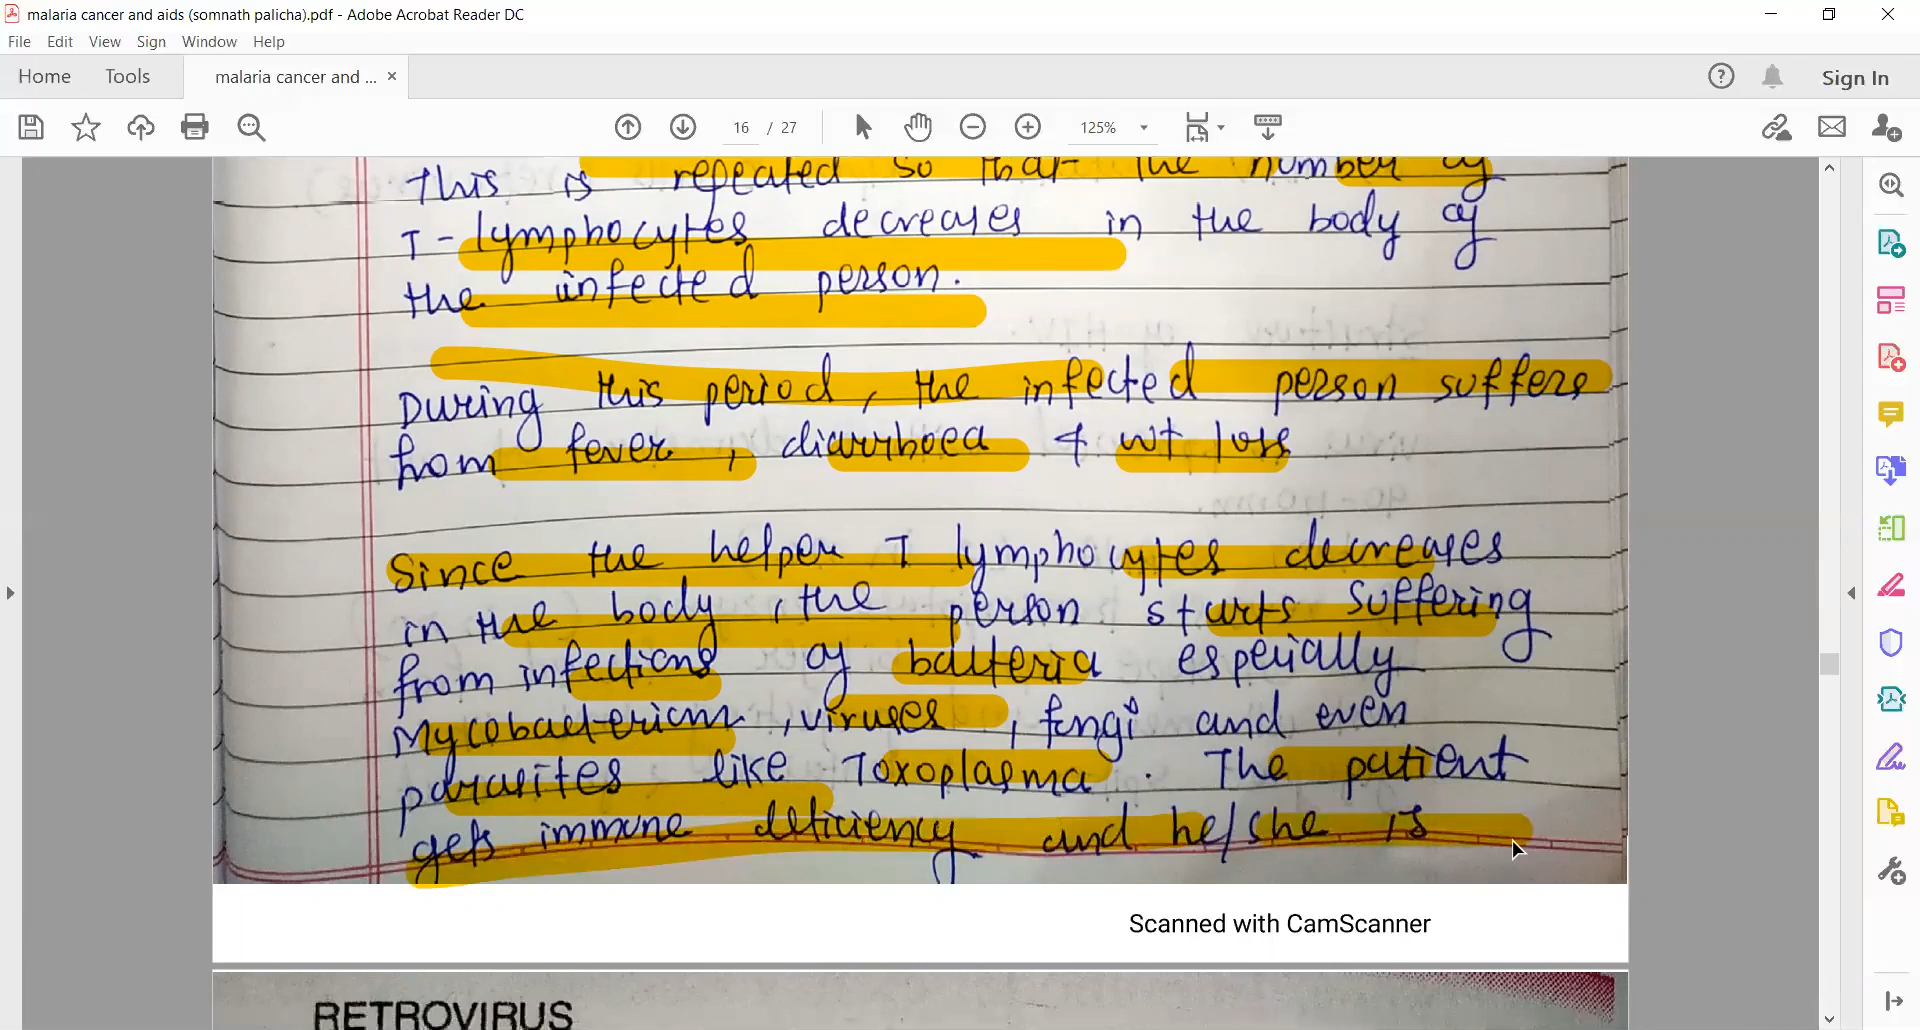 malaria cancer and aids (somnath palicha).pdf - Adobe Acrobat Reader DC
File Edit View Sign Window Help
Home Tools malaria cancer and ... × Sign In
16 / 27 125%
This is repeated so that the number of
T-lymphocytes decreases in the body of
the infected person.
During this period, the infected person suffers
from fever, diarrhoea & wt loss
Since the helper T lymphocytes decreases
in the body, the person starts suffering
from infections of bacteria especially
Mycobacterium, viruses, fungi and even
parasites like Toxoplasma. The patient
gets immune deficiency and he/she is
Scanned with CamScanner
RETROVIRUS